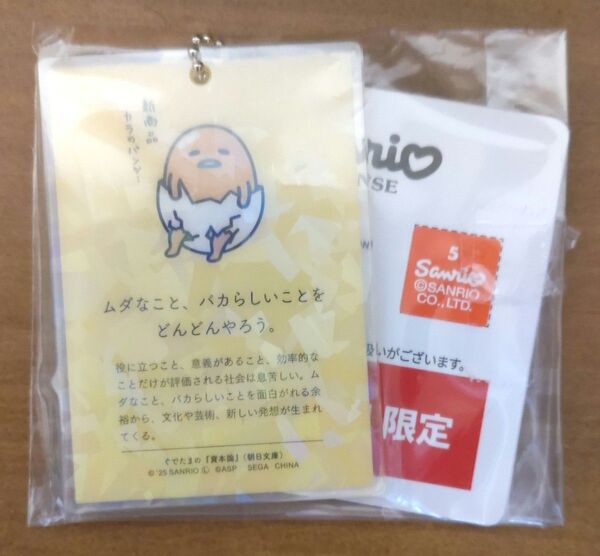 新商品
カラのパンツー
ムダなこと、バカらしいことを
どんどんやろう。
役に立つこと、意義があること、効率的な
ことだけが評価される社会は息苦しい。ム
ダなこと、バカらしいことを面白がれる余
裕から、文化や芸術、新しい発想が生まれ
てくる。
ぐでたまの『資本論』（朝日文庫）
© '25 SANRIO Ⓛ ©ASP SEGA CHINA
5
Sanrio
©SANRIO
CO., LTD.
扱いがございます。
限定